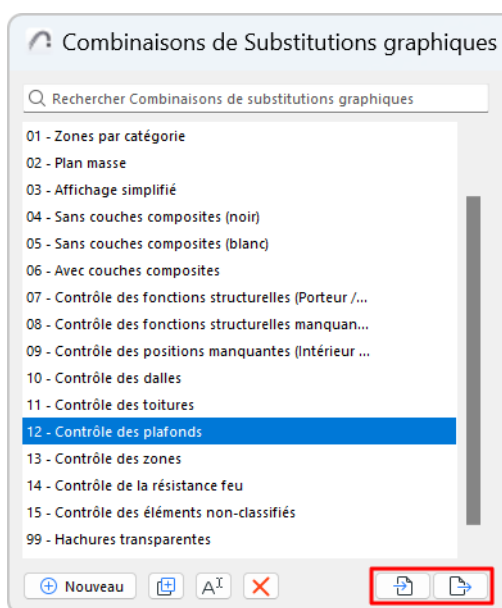 Combinaisons de Substitutions graphiques
Rechercher Combinaisons de substitutions graphiques
01 - Zones par catégorie
02 - Plan masse
03 - Affichage simplifié
04 - Sans couches composites (noir)
05 - Sans couches composites (blanc)
06 - Avec couches composites
07 - Contrôle des fonctions structurelles (Porteur /...
08 - Contrôle des fonctions structurelles manquan...
09 - Contrôle des positions manquantes (Intérieur ...
10 - Contrôle des dalles
11 - Contrôle des toitures
12 - Contrôle des plafonds
13 - Contrôle des zones
14 - Contrôle de la résistance feu
15 - Contrôle des éléments non-classifiés
99 - Hachures transparentes
Nouveau